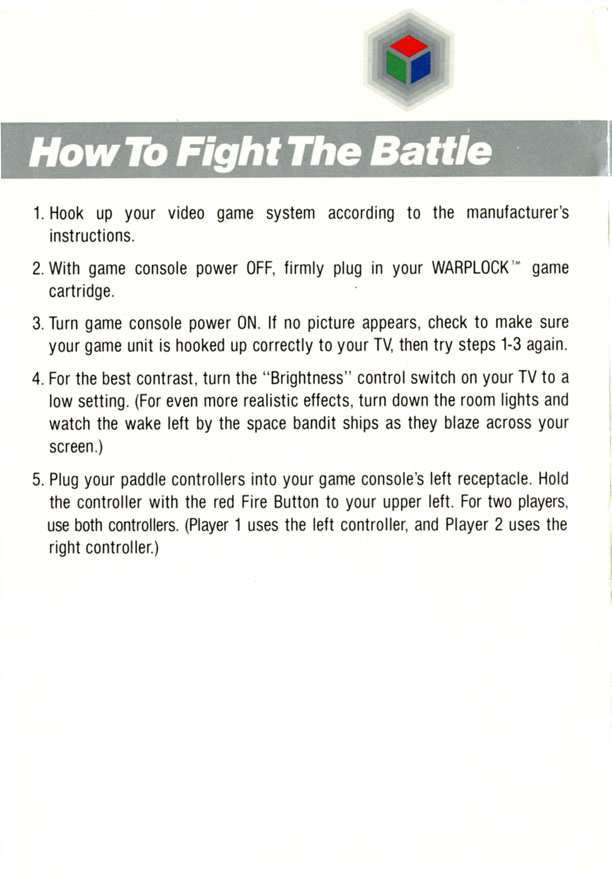 How To Fight The Battle
1. Hook up your video game system according to the manufacturer's
instructions.
2. With game console power OFF, firmly plug in your WARPLOCK™ game
cartridge.
3. Turn game console power ON. If no picture appears, check to make sure
your game unit is hooked up correctly to your TV, then try steps 1-3 again.
4. For the best contrast, turn the "Brightness" control switch on your TV to a
low setting. (For even more realistic effects, turn down the room lights and
watch the wake left by the space bandit ships as they blaze across your
screen.)
5. Plug your paddle controllers into your game console's left receptacle. Hold
the controller with the red Fire Button to your upper left. For two players,
use both controllers. (Player 1 uses the left controller, and Player 2 uses the
right controller.)